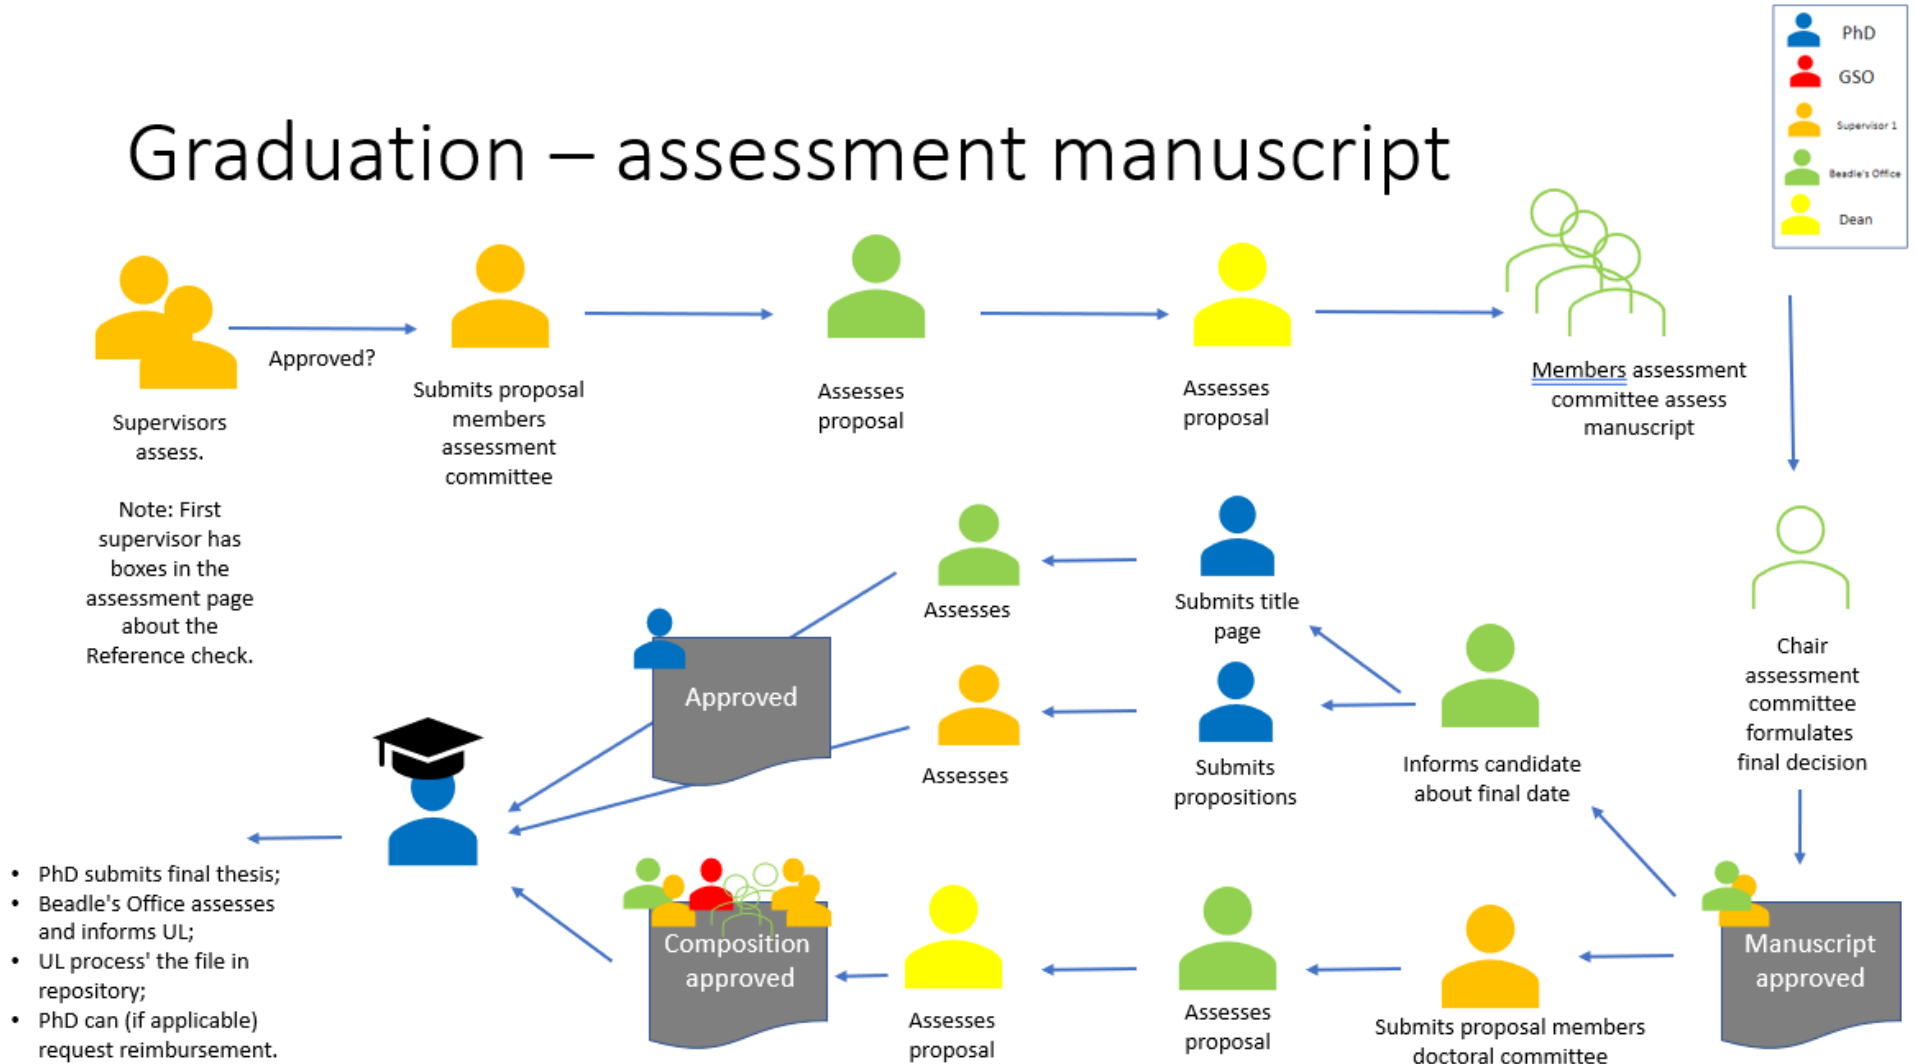 PhD
GSO
Supervisor 1
Beadle's Office
Dean
Graduation – assessment manuscript
Supervisors
assess.
Note: First
supervisor has
boxes in the
assessment page
about the
Reference check.
Approved?
Submits proposal
members
assessment
committee
Assesses
proposal
Assesses
proposal
Members assessment
committee assess
manuscript
Chair
assessment
committee
formulates
final decision
Manuscript
approved
Informs candidate
about final date
Submits title
page
Assesses
Submits
propositions
Assesses
Approved
Submits proposal members
doctoral committee
Assesses
proposal
Assesses
proposal
Composition
approved
• PhD submits final thesis;
• Beadle's Office assesses
and informs UL;
• UL process' the file in
repository;
• PhD can (if applicable)
request reimbursement.